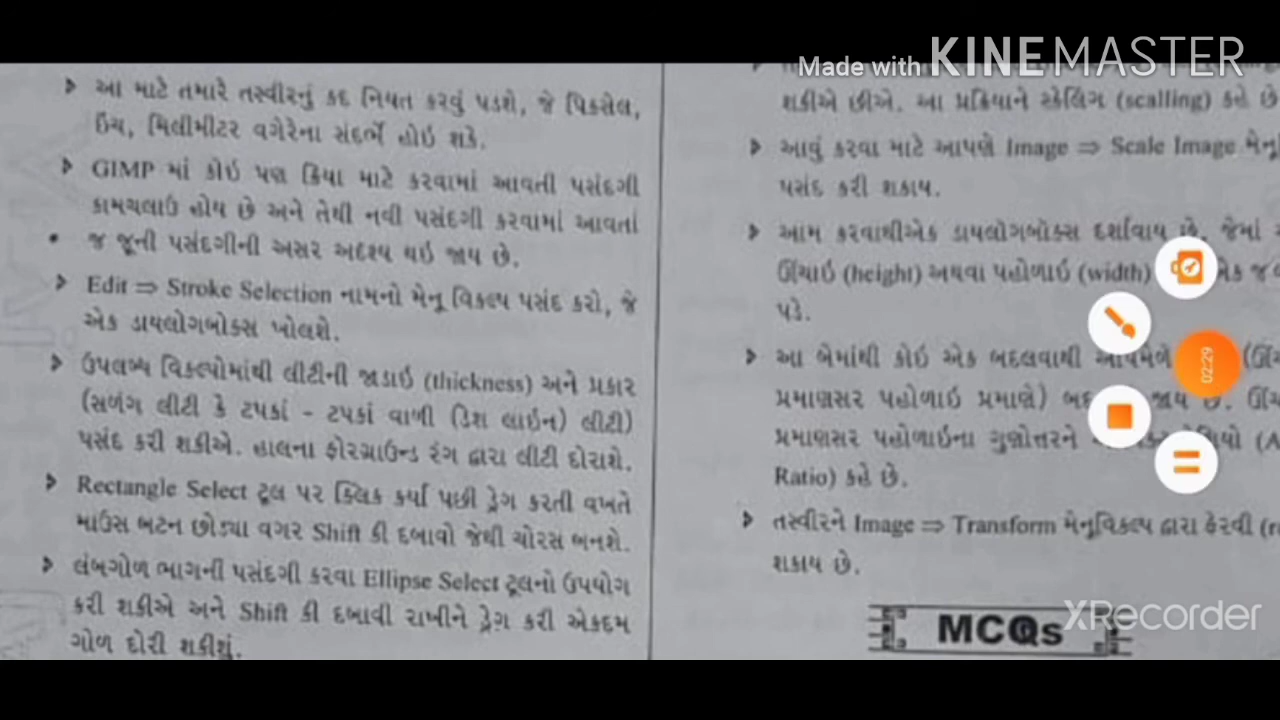 Made with KINEMASTER
આ માટે તમારે તસ્વીરનું કદ નિયત કરવું પડશે, જે પિકસેલ,
ઇંચ, મિલીમીટર વગેરેના સંદર્ભે હોઇ શકે.
GIMP માં કોઇ પણ ક્રિયા માટે કરવામાં આવતી પસંદગી
કામચલાઉ હોય છે અને તેથી નવી પસંદગી કરવામાં આવતાં
જ જૂની પસંદગીની અસર અદશ્ય થઇ જાય છે.
Edit ⇒ Stroke Selection નામનો મેનૂ વિકલ્પ પસંદ કરો, જે
એક ડાયલોગબોક્સ ખોલશે.
ઉપલબ્ધ વિકલ્પોમાંથી લીટીની જાડાઇ (thickness) અને પ્રકાર
(સળંગ લીટી કે ટપકાં - ટપકાં વાળી (ડેશ લાઇન) લીટી)
પસંદ કરી શકીએ. હાલના ફોરગ્રાઉન્ડ રંગ દ્વારા લીટી દોરાશે.
Rectangle Select ટૂલ પર ક્લિક કર્યા પછી ડ્રેગ કરતી વખતે
માઉસ બટન છોડ્યા વગર Shift કી દબાવો જેથી ચોરસ બનશે.
લંબગોળ ભાગની પસંદગી કરવા Ellipse Select ટૂલનો ઉપયોગ
કરી શકીએ અને Shift કી દબાવી રાખીને ડ્રેગ કરી એકદમ
ગોળ દોરી શકીશું.
શકીએ છીએ. આ પ્રક્રિયાને સ્કેલિંગ (scalling) કહે છે
આવું કરવા માટે આપણે Image ⇒ Scale Image
પસંદ કરી શકાય.
આમ કરવાથીએક ડાયલોગબોક્સ દર્શાવાય છે. જેમાં
ઊંચાઇ (height) અથવા પહોળાઇ (width) એક જ
પડે.
આ બેમાંથી કોઇ એક બદલવાથી આપમેળે
પ્રમાણસર પહોળાઇ પ્રમાણે) જાય છે.
પ્રમાણસર પહોળાઇના ગુણોત્તરને
Ratio) કહે છે.
તસ્વીરને Image ⇒ Transform મેનૂવિકલ્પ દ્વારા ફેરવી
શકાય છે.
MCQs
02:29
XRecorder